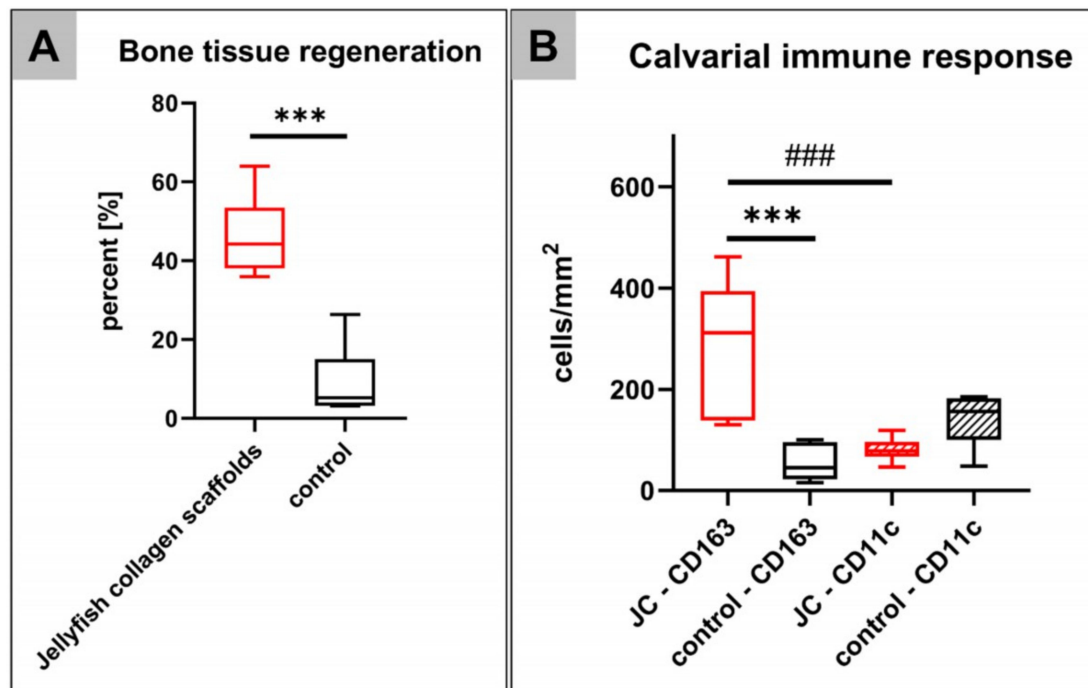 A
Bone tissue regeneration
***
percent [%]
80
60
40
20
0
Jellyfish collagen scaffolds
control
B
Calvarial immune response
###
***
cells/mm²
600
400
200
0
JC - CD163
control - CD163
JC - CD11c
control - CD11c